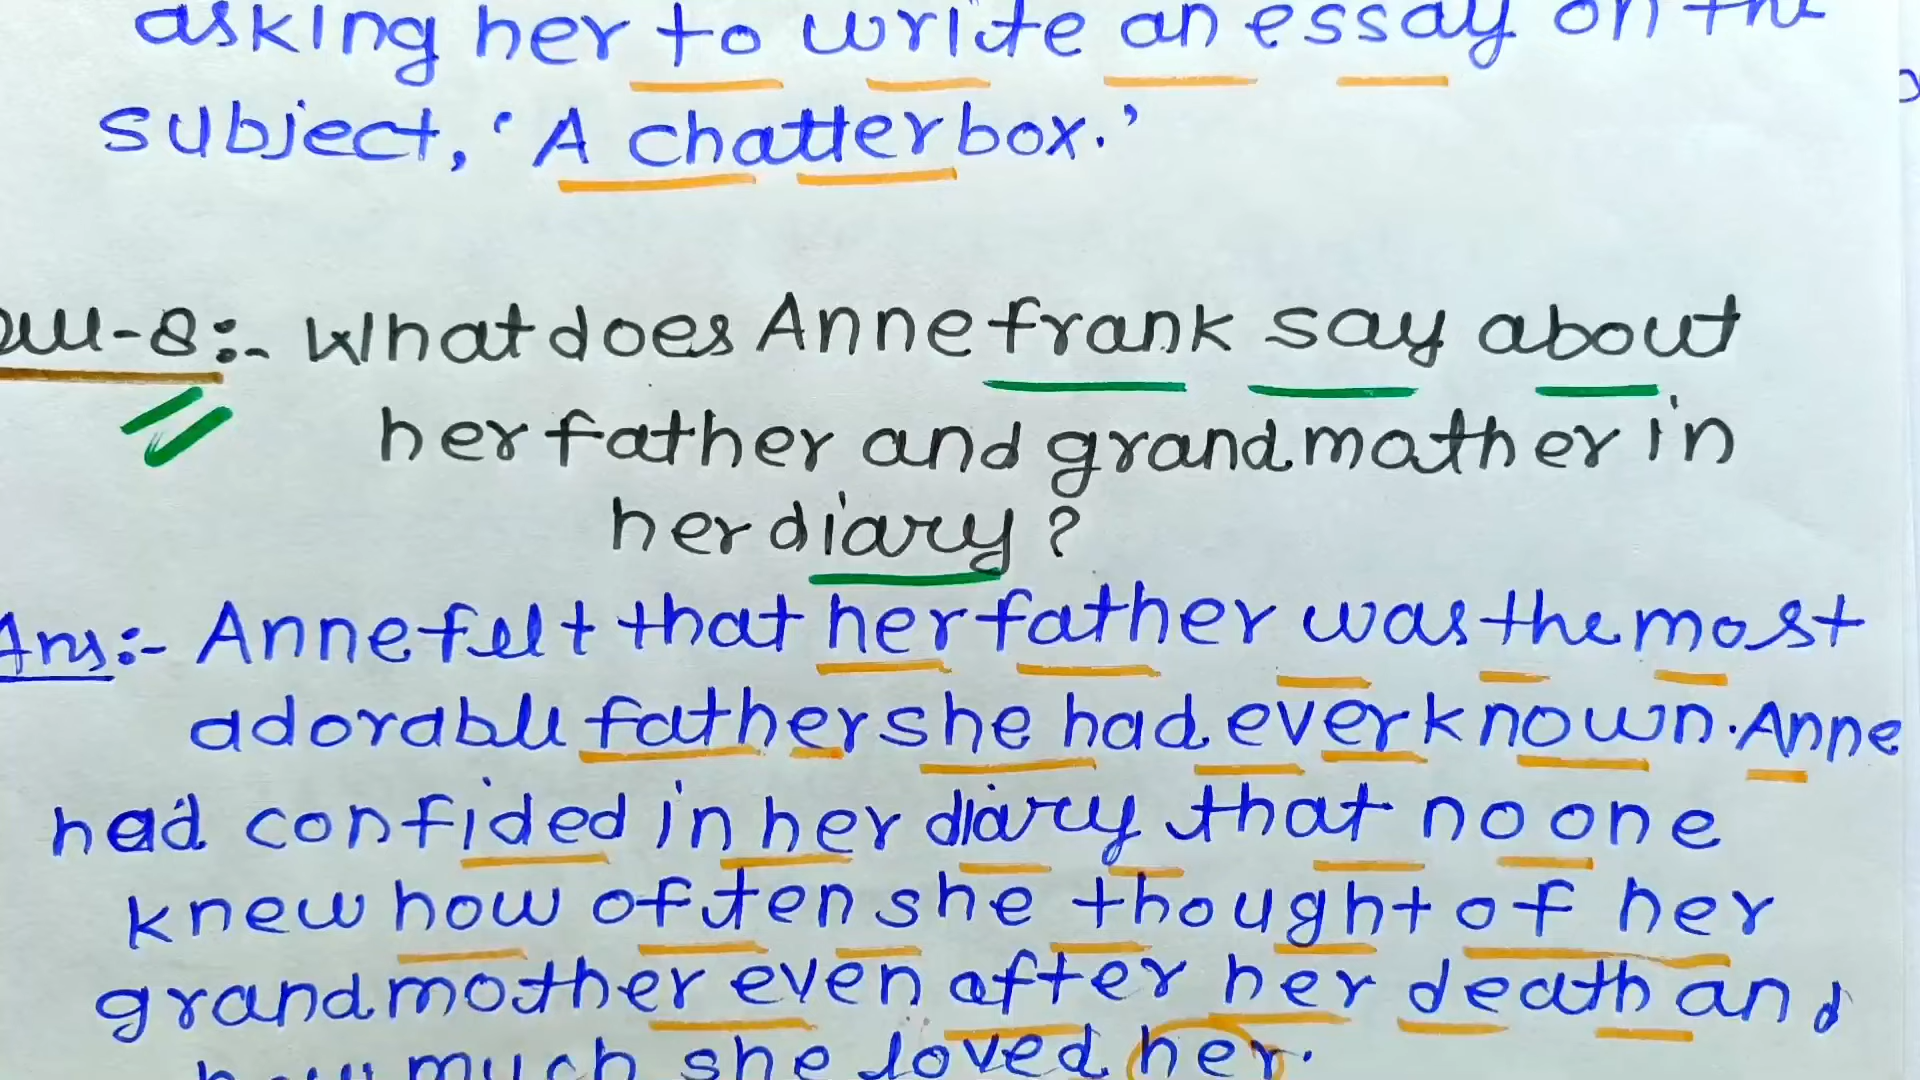 asking her to write an essay on the
subject, 'A chatterbox.'
Que-8:- What does Anne frank say about
her father and grandmother in
her diary?
Ans:- Anne felt that her father was the most
adorable father she had ever known. Anne
had confided in her diary that no one
knew how often she thought of her
grandmother even after her death and
how much she loved her.